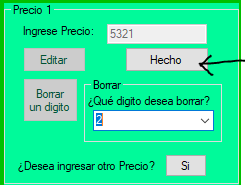 Precio 1
Ingrese Precio: 5321
Editar Hecho
Borrar
un digito
Borrar
¿Qué digito desea borrar?
2
¿Desea ingresar otro Precio? Si